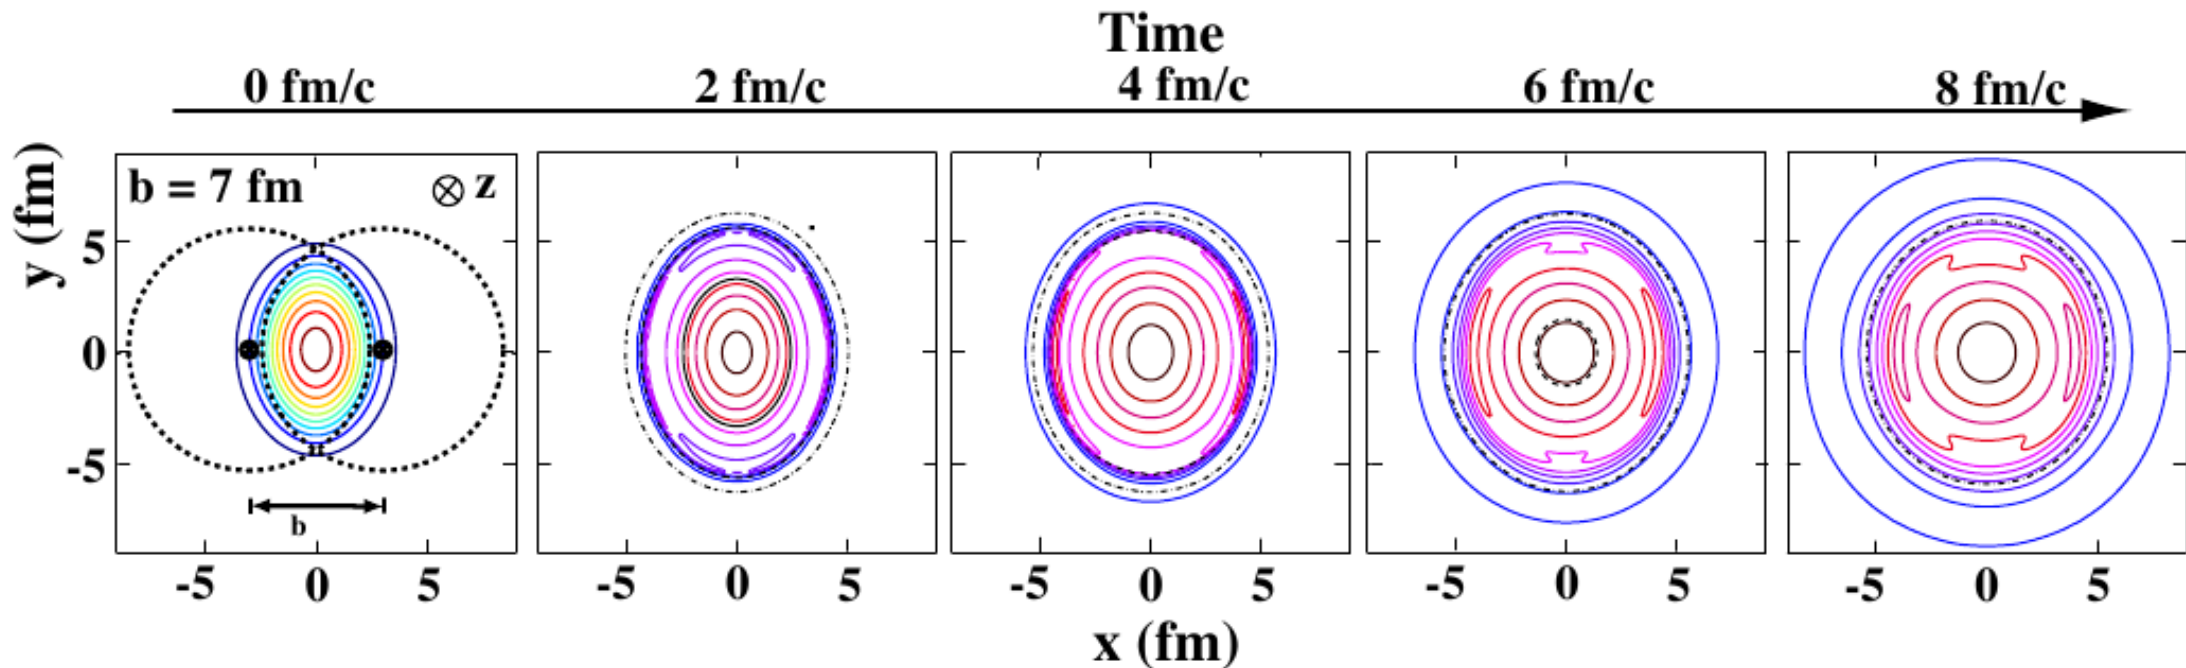 Time
0 fm/c 2 fm/c 4 fm/c 6 fm/c 8 fm/c
b = 7 fm ⊗ z
y (fm)
5
0
-5
b
-5 0 5 -5 0 5 -5 0 5 -5 0 5 -5 0 5
x (fm)